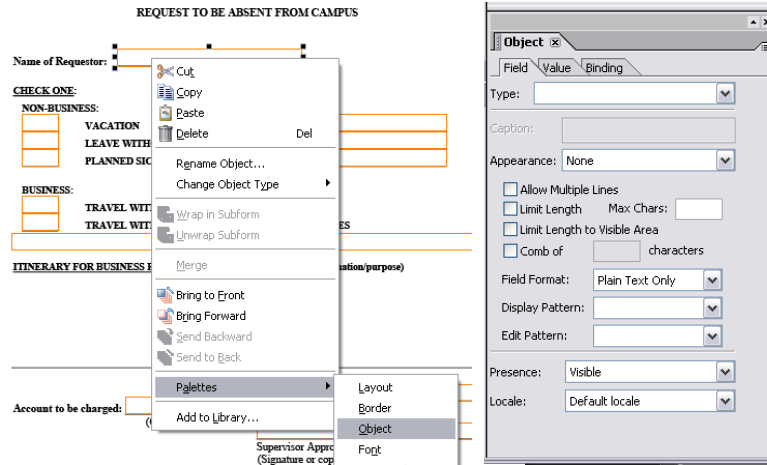 REQUEST TO BE ABSENT FROM CAMPUS
Name of Requestor:
CHECK ONE:
NON-BUSINESS:
VACATION
LEAVE WITH
PLANNED SIC
BUSINESS:
TRAVEL WIT
TRAVEL WIT ES
ITINERARY FOR BUSINESS nation/purpose)
Account to be charged:
Supervisor Appro
(Signature or cop
Cut
Copy
Paste
Delete Del
Rename Object...
Change Object Type
Wrap in Subform
Unwrap Subform
Merge
Bring to Front
Bring Forward
Send Backward
Send to Back
Palettes
Add to Library...
Layout
Border
Object
Font
Object
Field Value Binding
Type:
Caption:
Appearance: None
Allow Multiple Lines
Limit Length Max Chars:
Limit Length to Visible Area
Comb of characters
Field Format: Plain Text Only
Display Pattern:
Edit Pattern:
Presence: Visible
Locale: Default locale